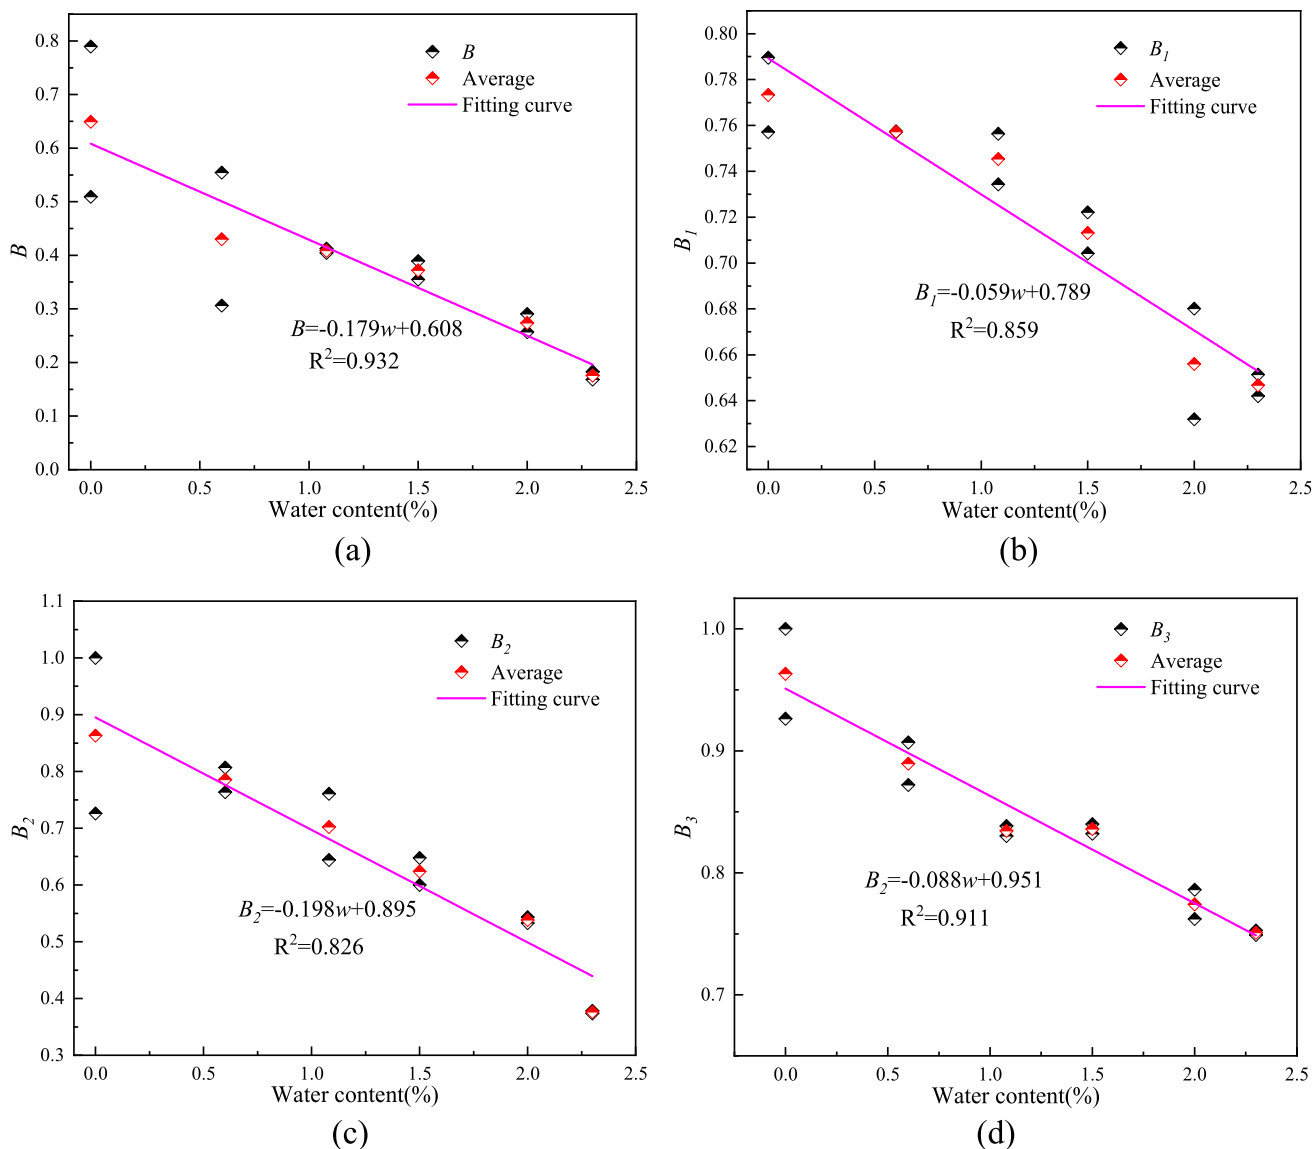 B
Average
Fitting curve
0.8
0.7
0.6
0.5
0.4
0.3
0.2
0.1
0.0
B
B=-0.179w+0.608
R²=0.932
0.0 0.5 1.0 1.5 2.0 2.5
Water content(%)
(a)
B₁
Average
Fitting curve
0.80
0.78
0.76
0.74
0.72
0.70
0.68
0.66
0.64
0.62
B₁
B₁=-0.059w+0.789
R²=0.859
0.0 0.5 1.0 1.5 2.0 2.5
Water content(%)
(b)
B₂
Average
Fitting curve
1.1
1.0
0.9
0.8
0.7
0.6
0.5
0.4
0.3
B₂
B₂=-0.198w+0.895
R²=0.826
0.0 0.5 1.0 1.5 2.0 2.5
Water content(%)
(c)
B₃
Average
Fitting curve
1.0
0.9
0.8
0.7
B₃
B₂=-0.088w+0.951
R²=0.911
0.0 0.5 1.0 1.5 2.0 2.5
Water content(%)
(d)